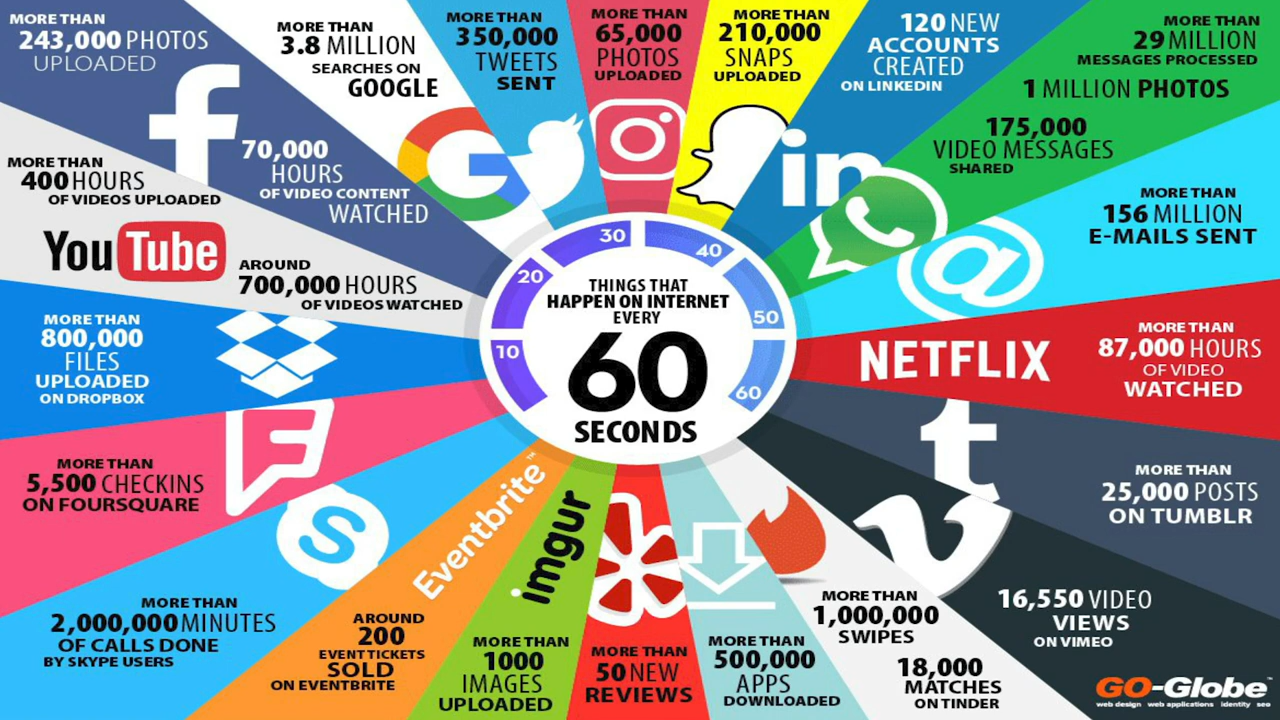 MORE THAN
243,000 PHOTOS
UPLOADED
f
70,000
HOURS
OF VIDEO CONTENT
WATCHED
MORE THAN
3.8 MILLION
SEARCHES ON
GOOGLE
G
MORE THAN
350,000
TWEETS
SENT
MORE THAN
65,000
PHOTOS
UPLOADED
MORE THAN
210,000
SNAPS
UPLOADED
120 NEW
ACCOUNTS
CREATED
ON LINKEDIN
in
MORE THAN
29 MILLION
MESSAGES PROCESSED
1 MILLION PHOTOS
175,000
VIDEO MESSAGES
SHARED
MORE THAN
156 MILLION
E-MAILS SENT
@
NETFLIX
MORE THAN
87,000 HOURS
OF VIDEO
WATCHED
t
MORE THAN
25,000 POSTS
ON TUMBLR
v
16,550 VIDEO
VIEWS
ON VIMEO
MORE THAN
1,000,000
SWIPES
18,000
MATCHES
ON TINDER
MORE THAN
500,000
APPS
DOWNLOADED
MORE THAN
50 NEW
REVIEWS
imgur
MORE THAN
1000
IMAGES
UPLOADED
Eventbrite™
AROUND
200
EVENT TICKETS
SOLD
ON EVENTBRITE
S
MORE THAN
2,000,000 MINUTES
OF CALLS DONE
BY SKYPE USERS
F
MORE THAN
5,500 CHECKINS
ON FOURSQUARE
MORE THAN
800,000
FILES
UPLOADED
ON DROPBOX
MORE THAN
400 HOURS
OF VIDEOS UPLOADED
YouTube
AROUND
700,000 HOURS
OF VIDEOS WATCHED
10
20
30
40
50
60
THINGS THAT
HAPPEN ON INTERNET
EVERY
60
SECONDS
GO-Globe™
web design web applications identity seo